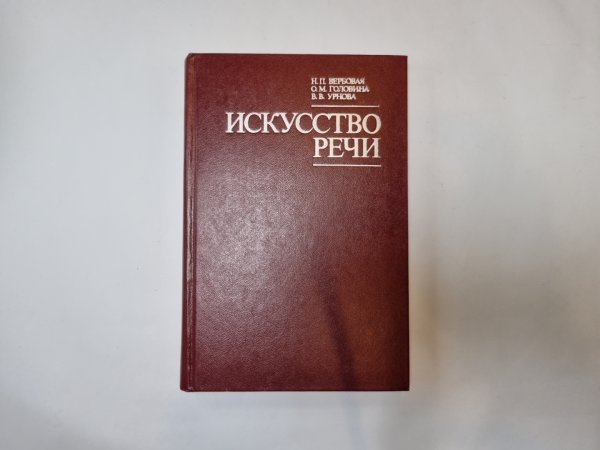 Н. П. ВЕРБОВАЯ
О. М. ГОЛОВИНА
В. В. УРНОВА
ИСКУССТВО
РЕЧИ